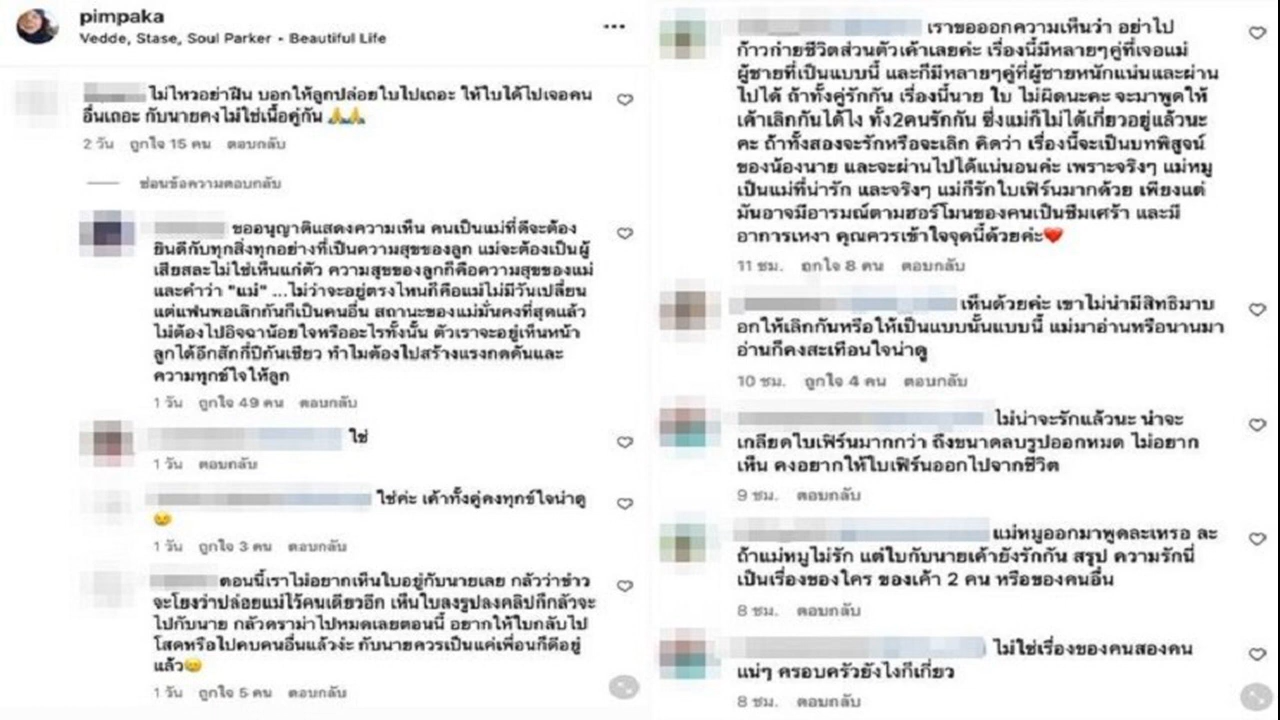 pimpaka
Vedde, Stase, Soul Parker • Beautiful Life
ไม่ไหวอย่าฝืน บอกให้ลูกปล่อยใบไปเถอะ ให้ใบได้ไปเจอคน
อื่นเถอะ กับนายคงไม่ใช่เนื้อคู่กัน 🙏🙏
2 วัน ถูกใจ 15 คน ตอบกลับ
ซ่อนข้อความตอบกลับ
ขออนุญาติแสดงความเห็น คนเป็นแม่ที่ดีจะต้อง
ยินดีกับทุกสิ่งทุกอย่างที่เป็นความสุขของลูก แม่จะต้องเป็นผู้
เสียสละไม่ใช่เห็นแก่ตัว ความสุขของลูกก็คือความสุขของแม่
และคำว่า "แม่" ...ไม่ว่าจะอยู่ตรงไหนก็คือแม่ไม่มีวันเปลี่ยน
แต่แฟนพอเลิกกันก็เป็นคนอื่น สถานะของแม่มั่นคงที่สุดแล้ว
ไม่ต้องไปอิจฉาน้อยใจหรืออะไรทั้งนั้น ตัวเราจะอยู่เห็นหน้า
ลูกได้อีกสักกี่ปีกันเชียว ทำไมต้องไปสร้างแรงกดดันและ
ความทุกข์ใจให้ลูก
1 วัน ถูกใจ 49 คน ตอบกลับ
ใช่
1 วัน ตอบกลับ
ใช่ค่ะ เค้าทั้งคู่คงทุกข์ใจน่าดู
😢
1 วัน ถูกใจ 3 คน ตอบกลับ
ตอนนี้เราไม่อยากเห็นใบอยู่กับนายเลย กลัวว่าข่าว
จะโยงว่าปล่อยแม่ไว้คนเดียวอีก เห็นใบลงรูปลงคลิปก็กลัวจะ
ไปกับนาย กลัวดราม่าไปหมดเลยตอนนี้ อยากให้ใบกลับไป
โสดหรือไปคบคนอื่นแล้วง่ะ กับนายควรเป็นแค่เพื่อนก็ดีอยู่
แล้ว
1 วัน ถูกใจ 5 คน ตอบกลับ
เราขอออกความเห็นว่า อย่าไป
ก้าวก่ายชีวิตส่วนตัวเค้าเลยค่ะ เรื่องนี้มีหลายๆคู่ที่เจอแม่
ผู้ชายที่เป็นแบบนี้ และก็มีหลายๆคู่ที่ผู้ชายหนักแน่นและผ่าน
ไปได้ ถ้าทั้งคู่รักกัน เรื่องนี้นาย ใบ ไม่ผิดนะคะ จะมาพูดให้
เค้าเลิกกันได้ไง ทั้ง2คนรักกัน ซึ่งแม่ก็ไม่ได้เกี่ยวอยู่แล้วนะ
คะ ถ้าทั้งสองจะรักหรือจะเลิก คิดว่า เรื่องนี้จะเป็นบทพิสูจน์
ของน้องนาย และจะผ่านไปได้แน่นอนค่ะ เพราะจริงๆ แม่หมู
เป็นแม่ที่น่ารัก และจริงๆ แม่ก็รักใบเฟิร์นมากด้วย เพียงแต่
มันอาจมีอารมณ์ตามฮอร์โมนของคนเป็นซึมเศร้า และมี
อาการเหงา คุณควรเข้าใจจุดนี้ด้วยค่ะ❤️
11 ชม. ถูกใจ 8 คน ตอบกลับ
เห็นด้วยค่ะ เขาไม่น่ามีสิทธิมาบ
อกให้เลิกกันหรือให้เป็นแบบนั้นแบบนี้ แม่มาอ่านหรือนานมา
อ่านก็คงสะเทือนใจน่าดู
10 ชม. ถูกใจ 4 คน ตอบกลับ
ไม่น่าจะรักแล้วนะ น่าจะ
เกลียดใบเฟิร์นมากกว่า ถึงขนาดลบรูปออกหมด ไม่อยาก
เห็น คงอยากให้ใบเฟิร์นออกไปจากชีวิต
9 ชม. ตอบกลับ
แม่หมูออกมาพูดละเหรอ ละ
ถ้าแม่หมูไม่รัก แต่ใบกับนายเค้ายังรักกัน สรุป ความรักนี่
เป็นเรื่องของใคร ของเค้า 2 คน หรือของคนอื่น
8 ชม. ตอบกลับ
ไม่ใช่เรื่องของคนสองคน
แน่ๆ ครอบครัวยังไงก็เกี่ยว
8 ชม. ตอบกลับ